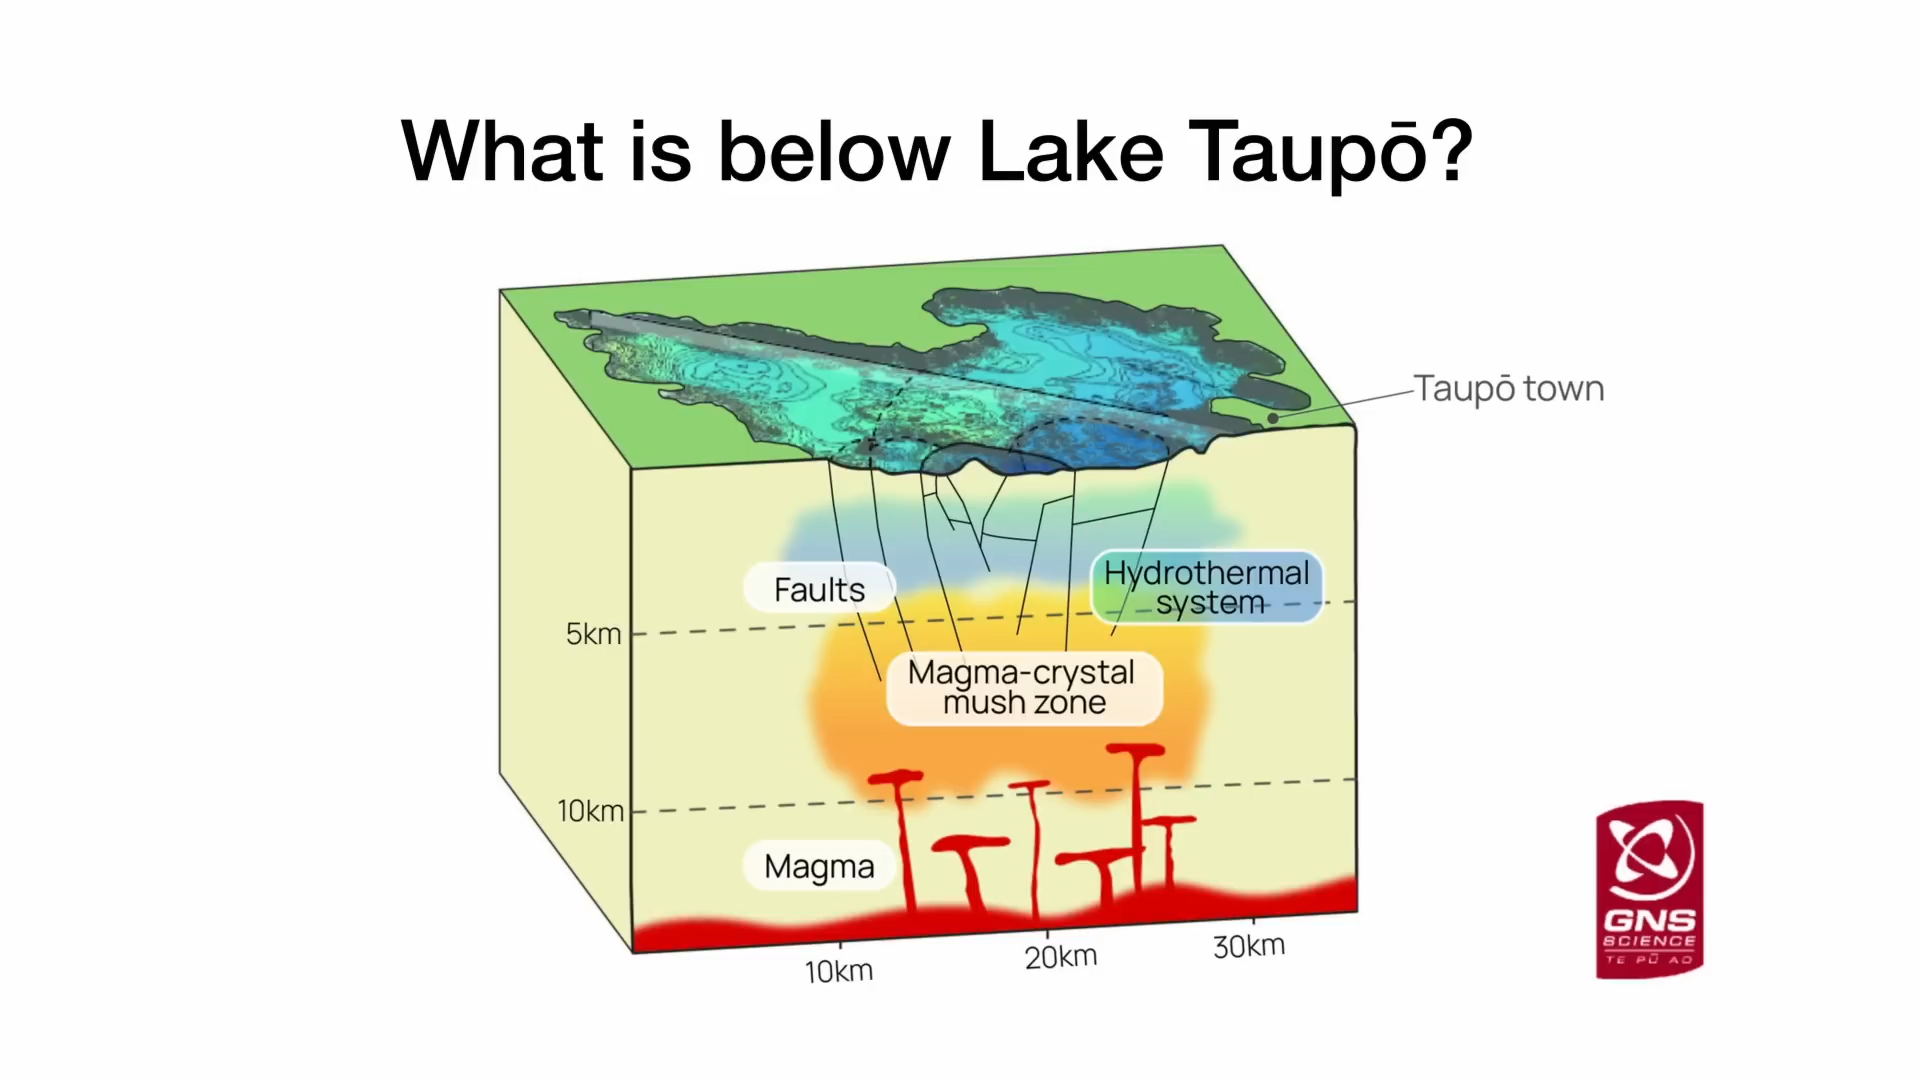 What is below Lake Taupō?
Taupō town
Faults
Hydrothermal
system
5km
Magma-crystal
mush zone
10km
Magma
10km
20km
30km
GNS
SCIENCE
TE PŪ AO